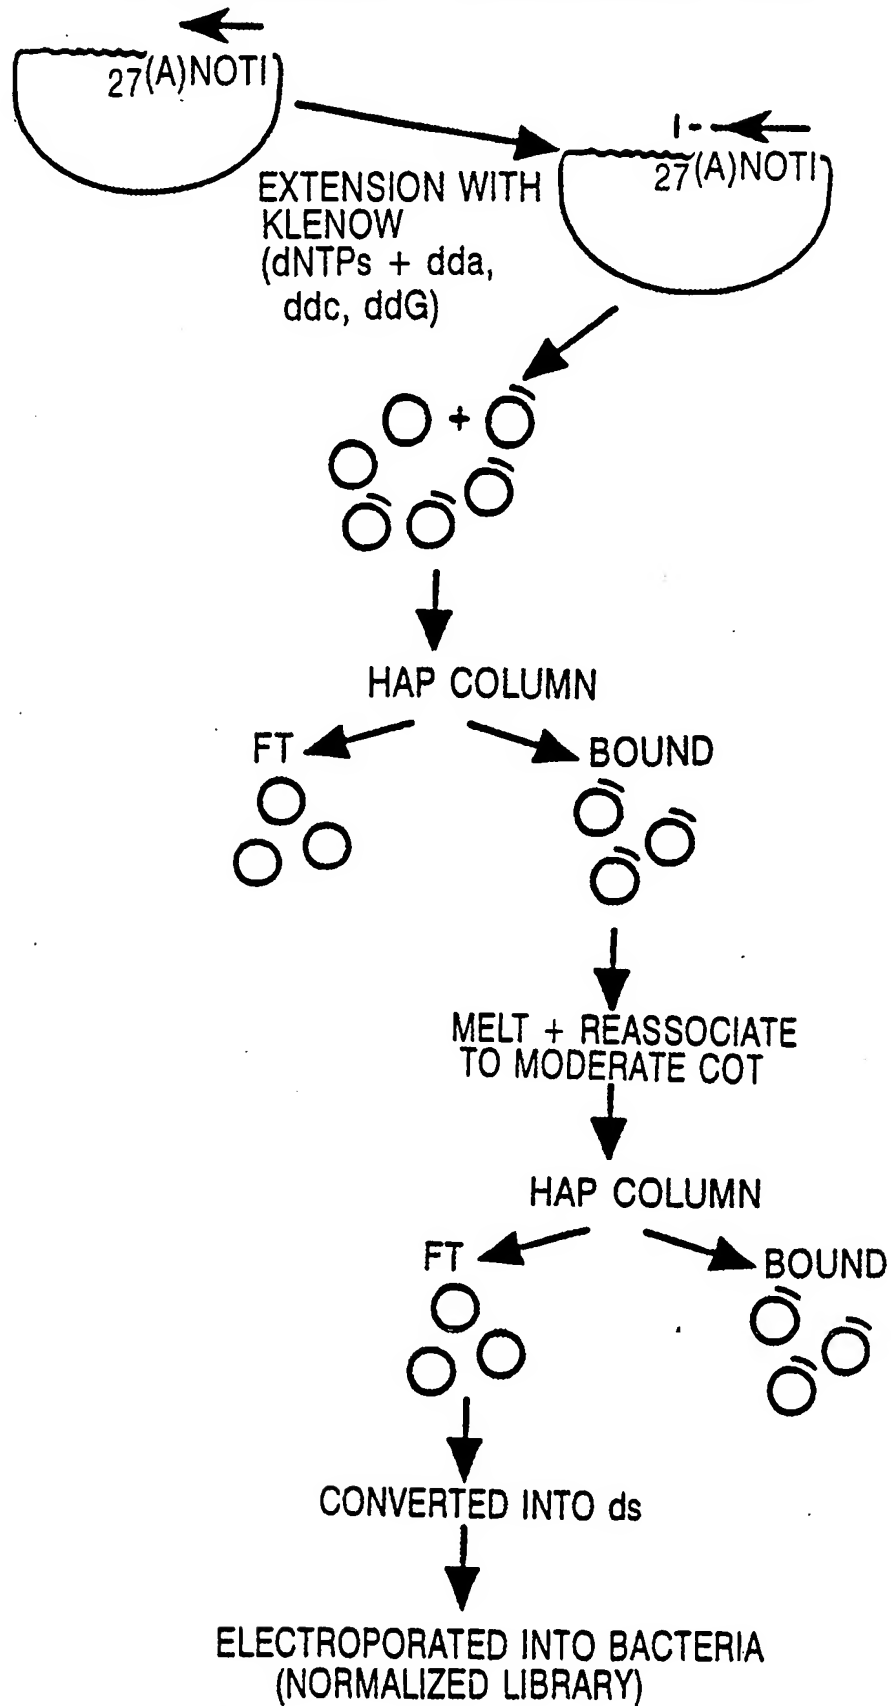 27(A)NOTI
27(A)NOTI
EXTENSION WITH
KLENOW
(dNTPs + dda,
ddc, ddG)
+
HAP COLUMN
FT
BOUND
MELT + REASSOCIATE
TO MODERATE COT
HAP COLUMN
FT
BOUND
CONVERTED INTO ds
ELECTROPORATED INTO BACTERIA
(NORMALIZED LIBRARY)